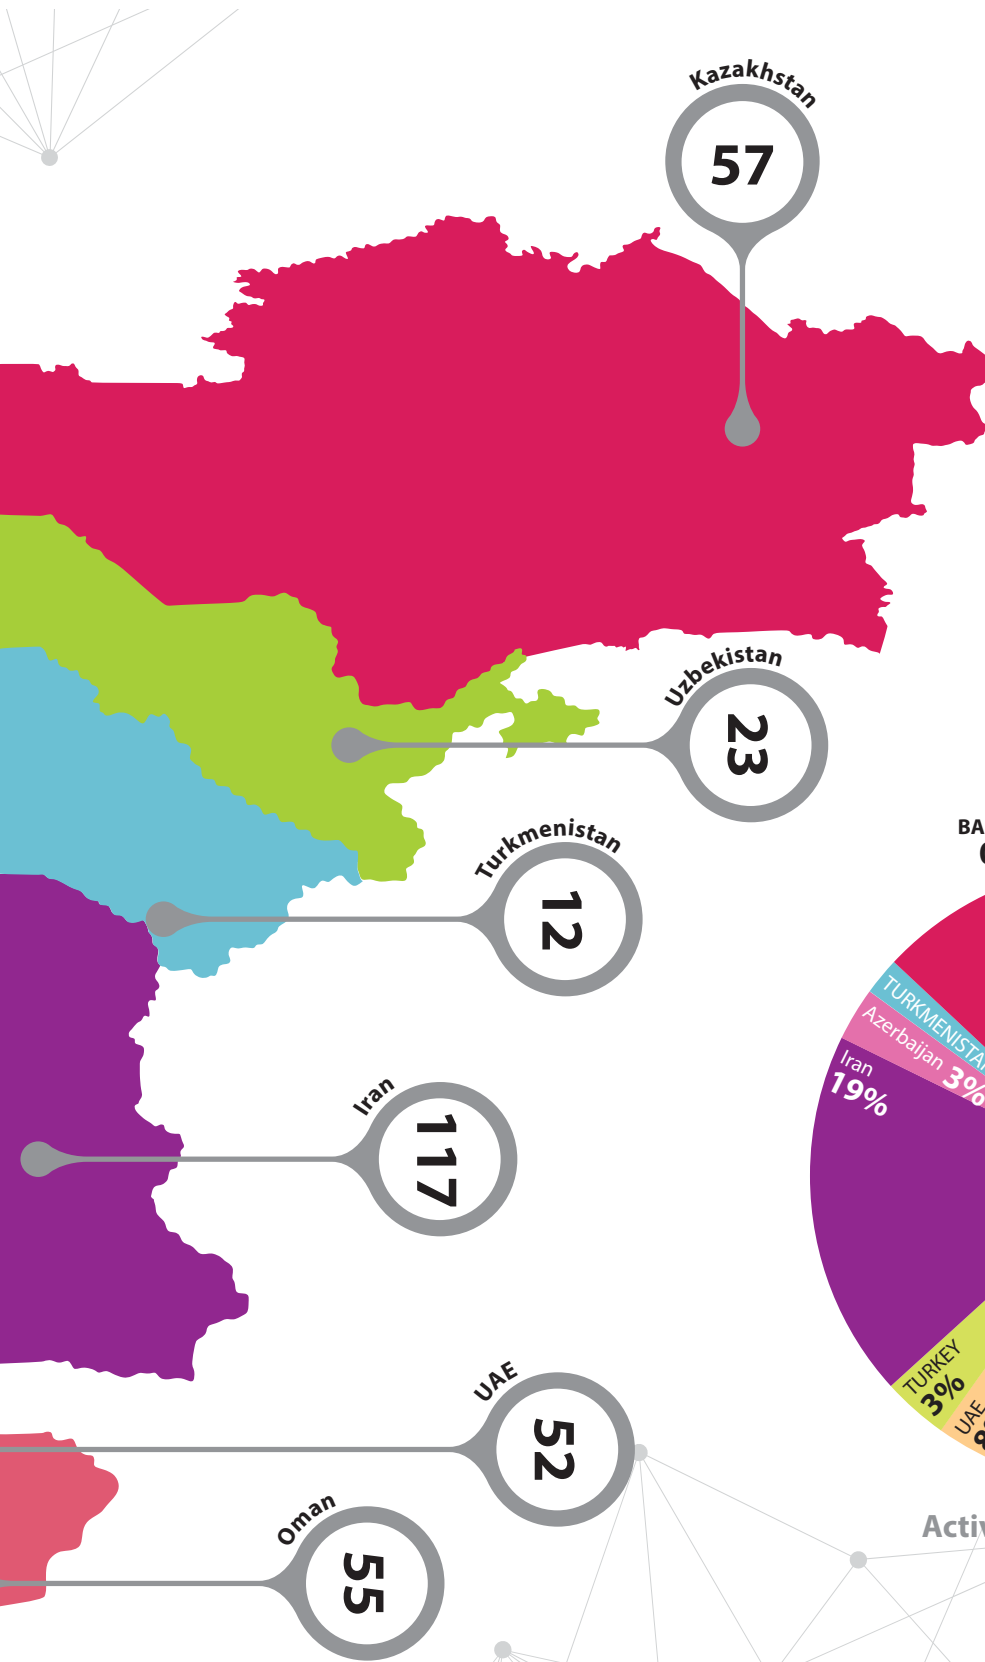 Kazakhstan
57
Uzbekistan
23
Turkmenistan
12
Iran
117
UAE
52
Oman
55
BA
TURKMENISTA
Azerbaijan 3%
Iran
19%
TURKEY
3%
UAE
Activ